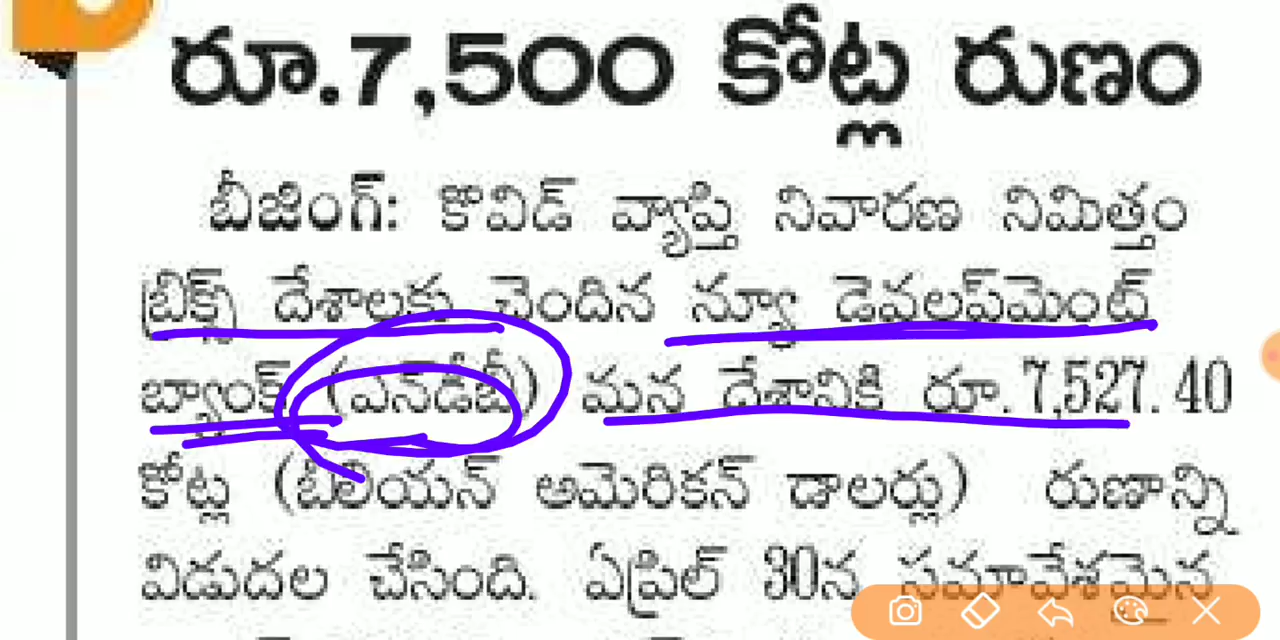 రూ.7,500 కోట్ల రుణం
బీజింగ్: కొవిడ్ వ్యాప్తి నివారణ నిమిత్తం
బ్రిక్స్ దేశాలకు చెందిన న్యూ డెవలప్‌మెంట్
బ్యాంక్ (ఎన్‌డీబీ) మన దేశానికి రూ.7,527.40
కోట్ల (బిలియన్ అమెరికన్ డాలర్లు) రుణాన్ని
విడుదల చేసింది. ఏప్రిల్ 30న సమావేశమైన